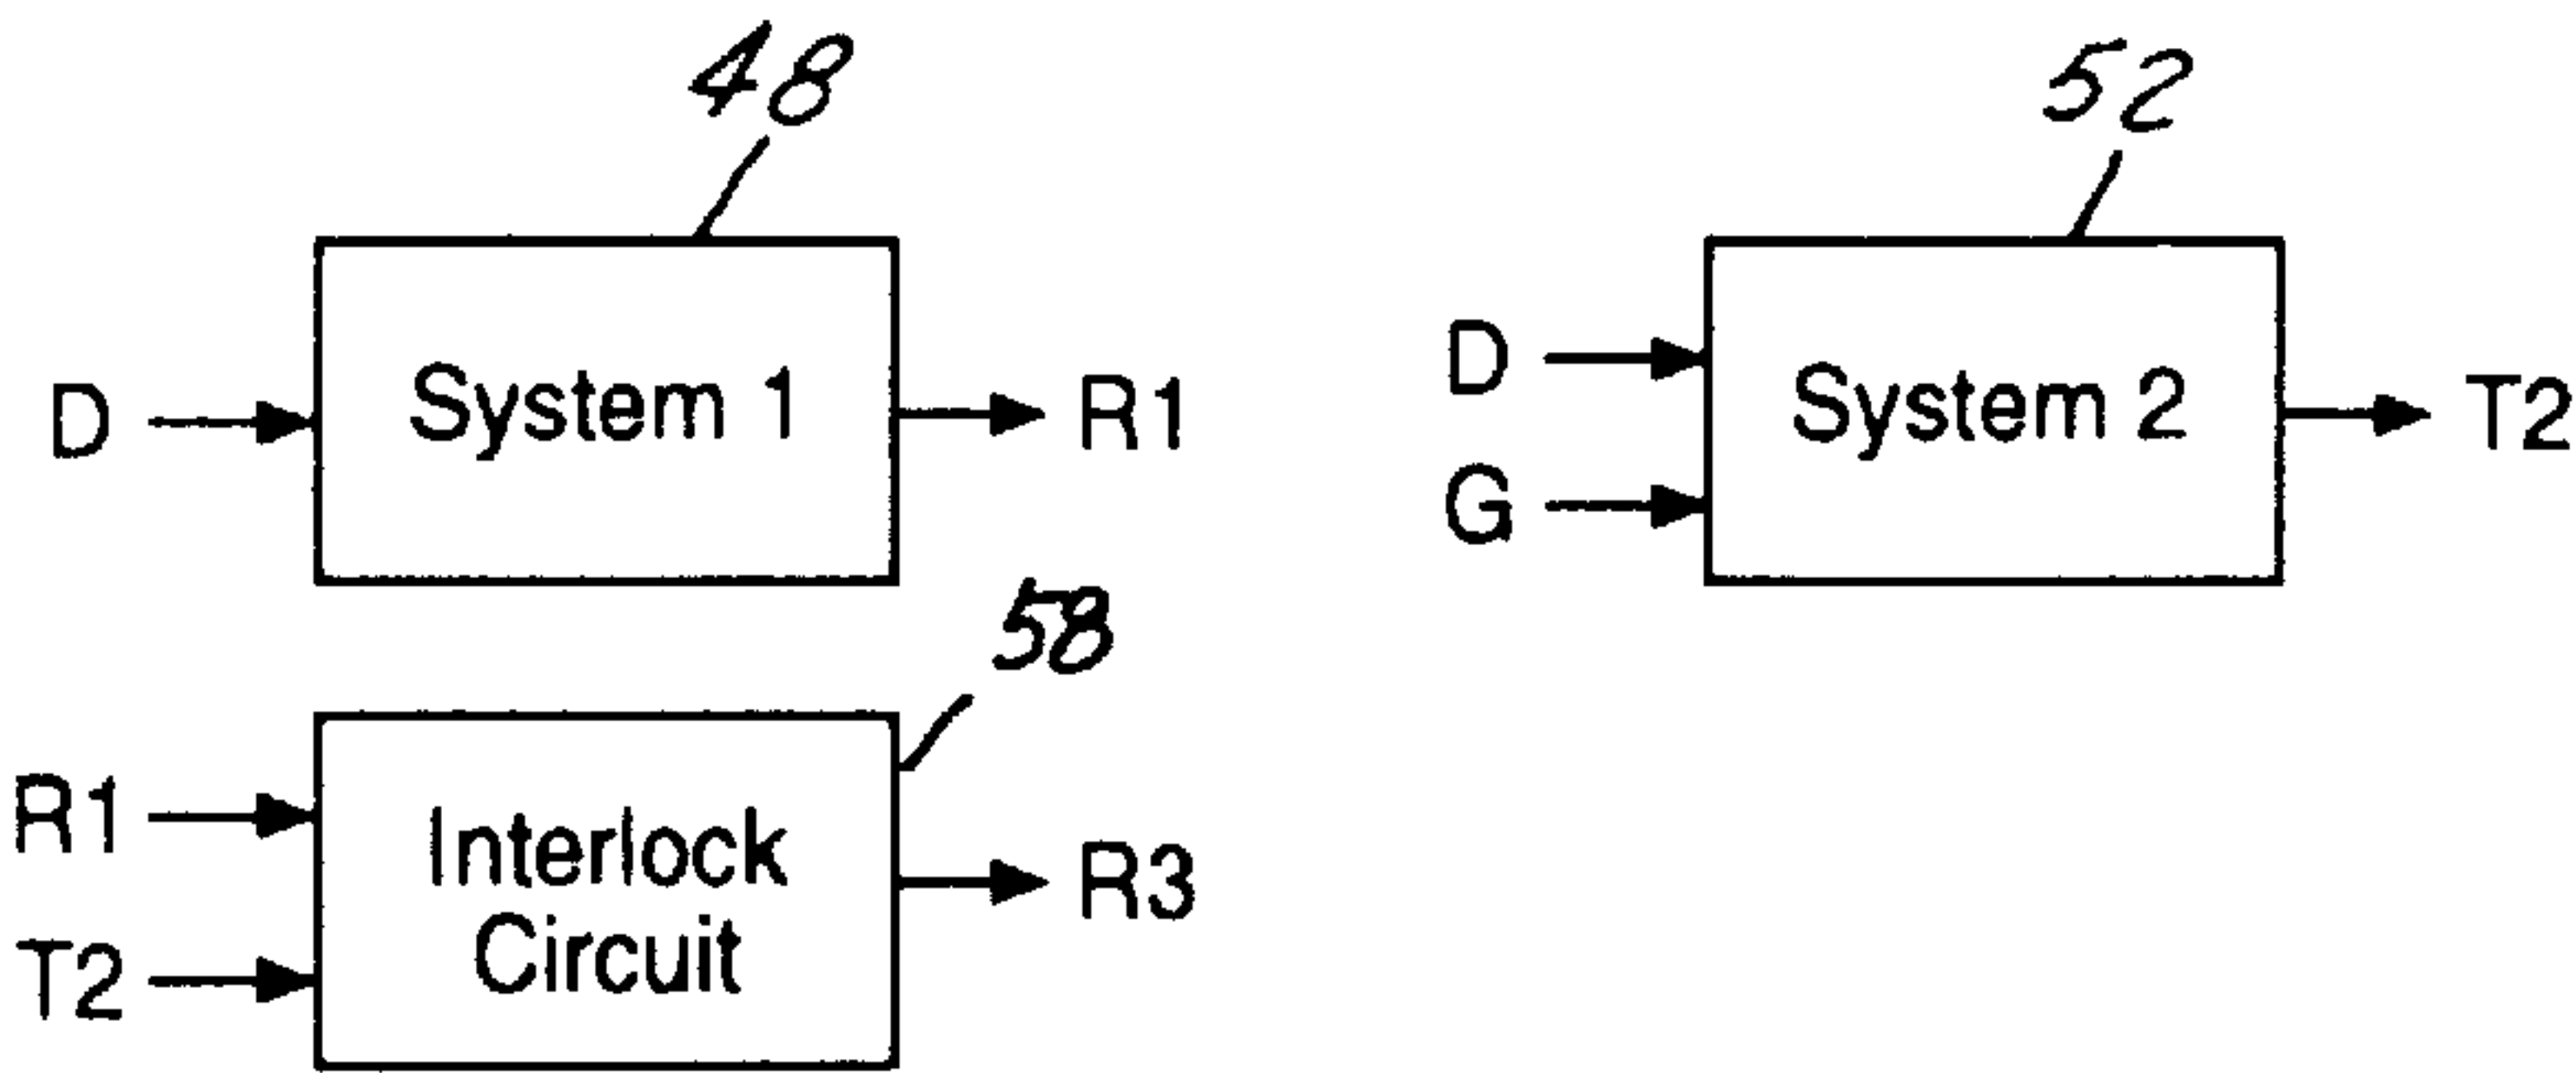 48
52
D
System 1
R1
D
G
System 2
T2
58
R1
T2
Interlock
Circuit
R3